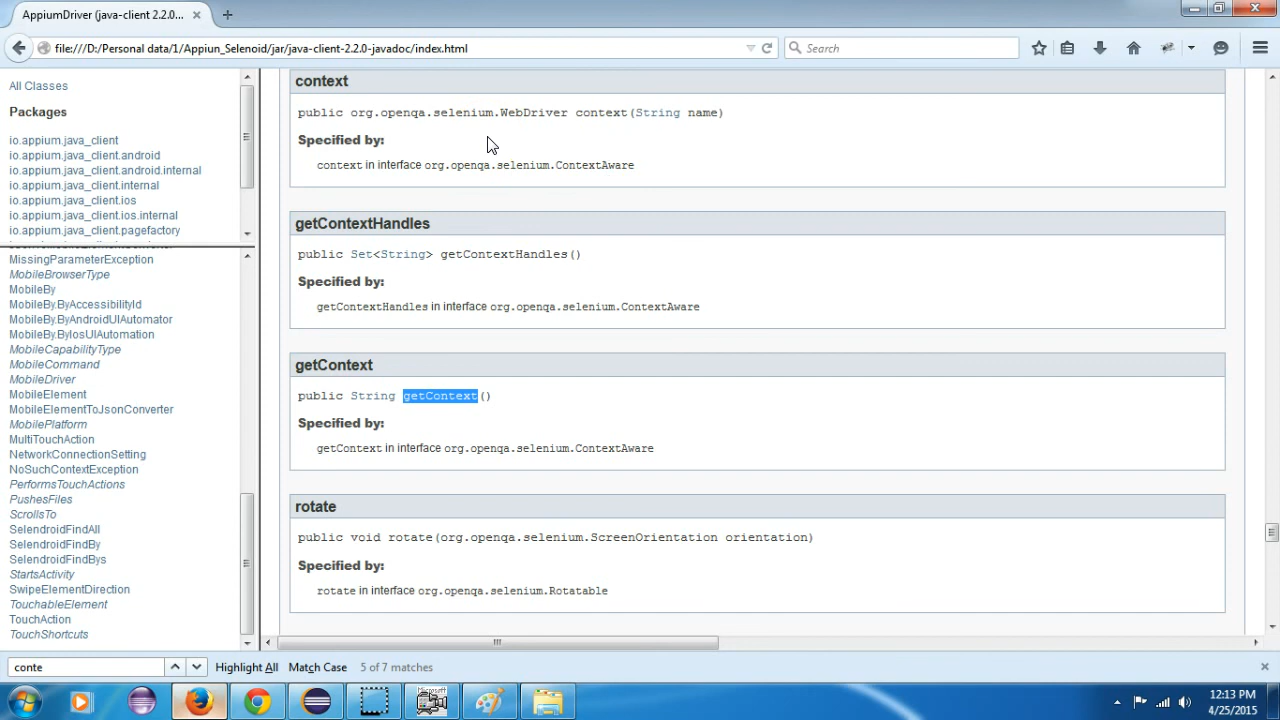 AppiumDriver (java-client 2.2.0...
file:///D:/Personal data/1/Appiun_Selenoid/jar/java-client-2.2.0-javadoc/index.html
Search
All Classes
Packages
io.appium.java_client
io.appium.java_client.android
io.appium.java_client.android.internal
io.appium.java_client.internal
io.appium.java_client.ios
io.appium.java_client.ios.internal
io.appium.java_client.pagefactory
MissingParameterException
MobileBrowserType
MobileBy
MobileBy.ByAccessibilityId
MobileBy.ByAndroidUIAutomator
MobileBy.ByIosUIAutomation
MobileCapabilityType
MobileCommand
MobileDriver
MobileElement
MobileElementToJsonConverter
MobilePlatform
MultiTouchAction
NetworkConnectionSetting
NoSuchContextException
PerformsTouchActions
PushesFiles
ScrollsTo
SelendroidFindAll
SelendroidFindBy
SelendroidFindBys
StartsActivity
SwipeElementDirection
TouchableElement
TouchAction
TouchShortcuts
context
public org.openqa.selenium.WebDriver context(String name)
Specified by:
context in interface org.openqa.selenium.ContextAware
getContextHandles
public Set<String> getContextHandles()
Specified by:
getContextHandles in interface org.openqa.selenium.ContextAware
getContext
public String getContext()
Specified by:
getContext in interface org.openqa.selenium.ContextAware
rotate
public void rotate(org.openqa.selenium.ScreenOrientation orientation)
Specified by:
rotate in interface org.openqa.selenium.Rotatable
conte
Highlight All
Match Case
5 of 7 matches
12:13 PM
4/25/2015